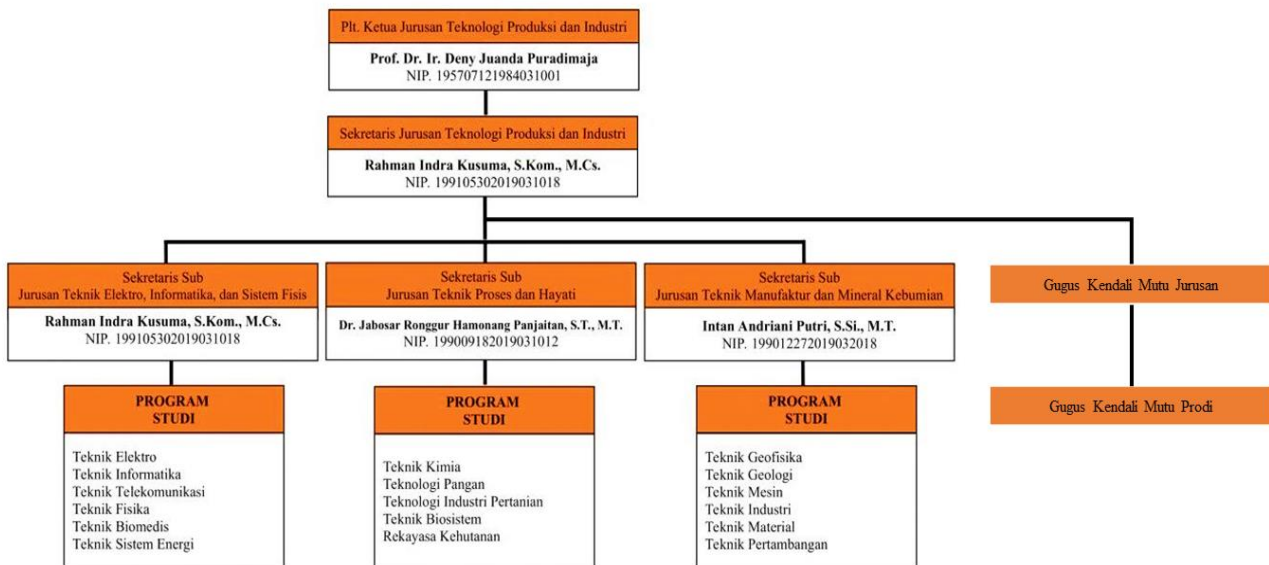 Plt. Ketua Jurusan Teknologi Produksi dan Industri
Prof. Dr. Ir. Deny Juanda Puradimaja
NIP. 195707121984031001
Sekretaris Jurusan Teknologi Produksi dan Industri
Rahman Indra Kusuma, S.Kom., M.Cs.
NIP. 199105302019031018
Sekretaris Sub
Jurusan Teknik Elektro, Informatika, dan Sistem Fisis
Rahman Indra Kusuma, S.Kom., M.Cs.
NIP. 199105302019031018
Sekretaris Sub
Jurusan Teknik Proses dan Hayati
Dr. Jabosar Ronggur Hamonang Panjaitan, S.T., M.T.
NIP. 199009182019031012
Sekretaris Sub
Jurusan Teknik Manufaktur dan Mineral Kebumian
Intan Andriani Putri, S.Si., M.T.
NIP. 199012272019032018
Gugus Kendali Mutu Jurusan
PROGRAM
STUDI
Teknik Elektro
Teknik Informatika
Teknik Telekomunikasi
Teknik Fisika
Teknik Biomedis
Teknik Sistem Energi
PROGRAM
STUDI
Teknik Kimia
Teknologi Pangan
Teknologi Industri Pertanian
Teknik Biosistem
Rekayasa Kehutanan
PROGRAM
STUDI
Teknik Geofisika
Teknik Geologi
Teknik Mesin
Teknik Industri
Teknik Material
Teknik Pertambangan
Gugus Kendali Mutu Prodi